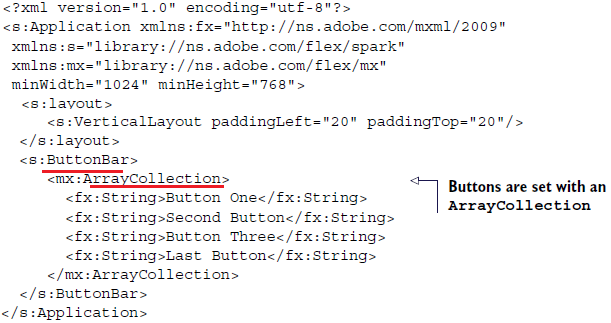 <?xml version="1.0" encoding="utf-8"?>
<s:Application xmlns:fx="http://ns.adobe.com/mxml/2009"
xmlns:s="library://ns.adobe.com/flex/spark"
xmlns:mx="library://ns.adobe.com/flex/mx"
minWidth="1024" minHeight="768">
<s:layout>
<s:VerticalLayout paddingLeft="20" paddingTop="20"/>
</s:layout>
<s:ButtonBar>
<mx:ArrayCollection>
<fx:String>Button One</fx:String>
<fx:String>Second Button</fx:String>
<fx:String>Button Three</fx:String>
<fx:String>Last Button</fx:String>
</mx:ArrayCollection>
</s:ButtonBar>
</s:Application>
Buttons are set with an
ArrayCollection